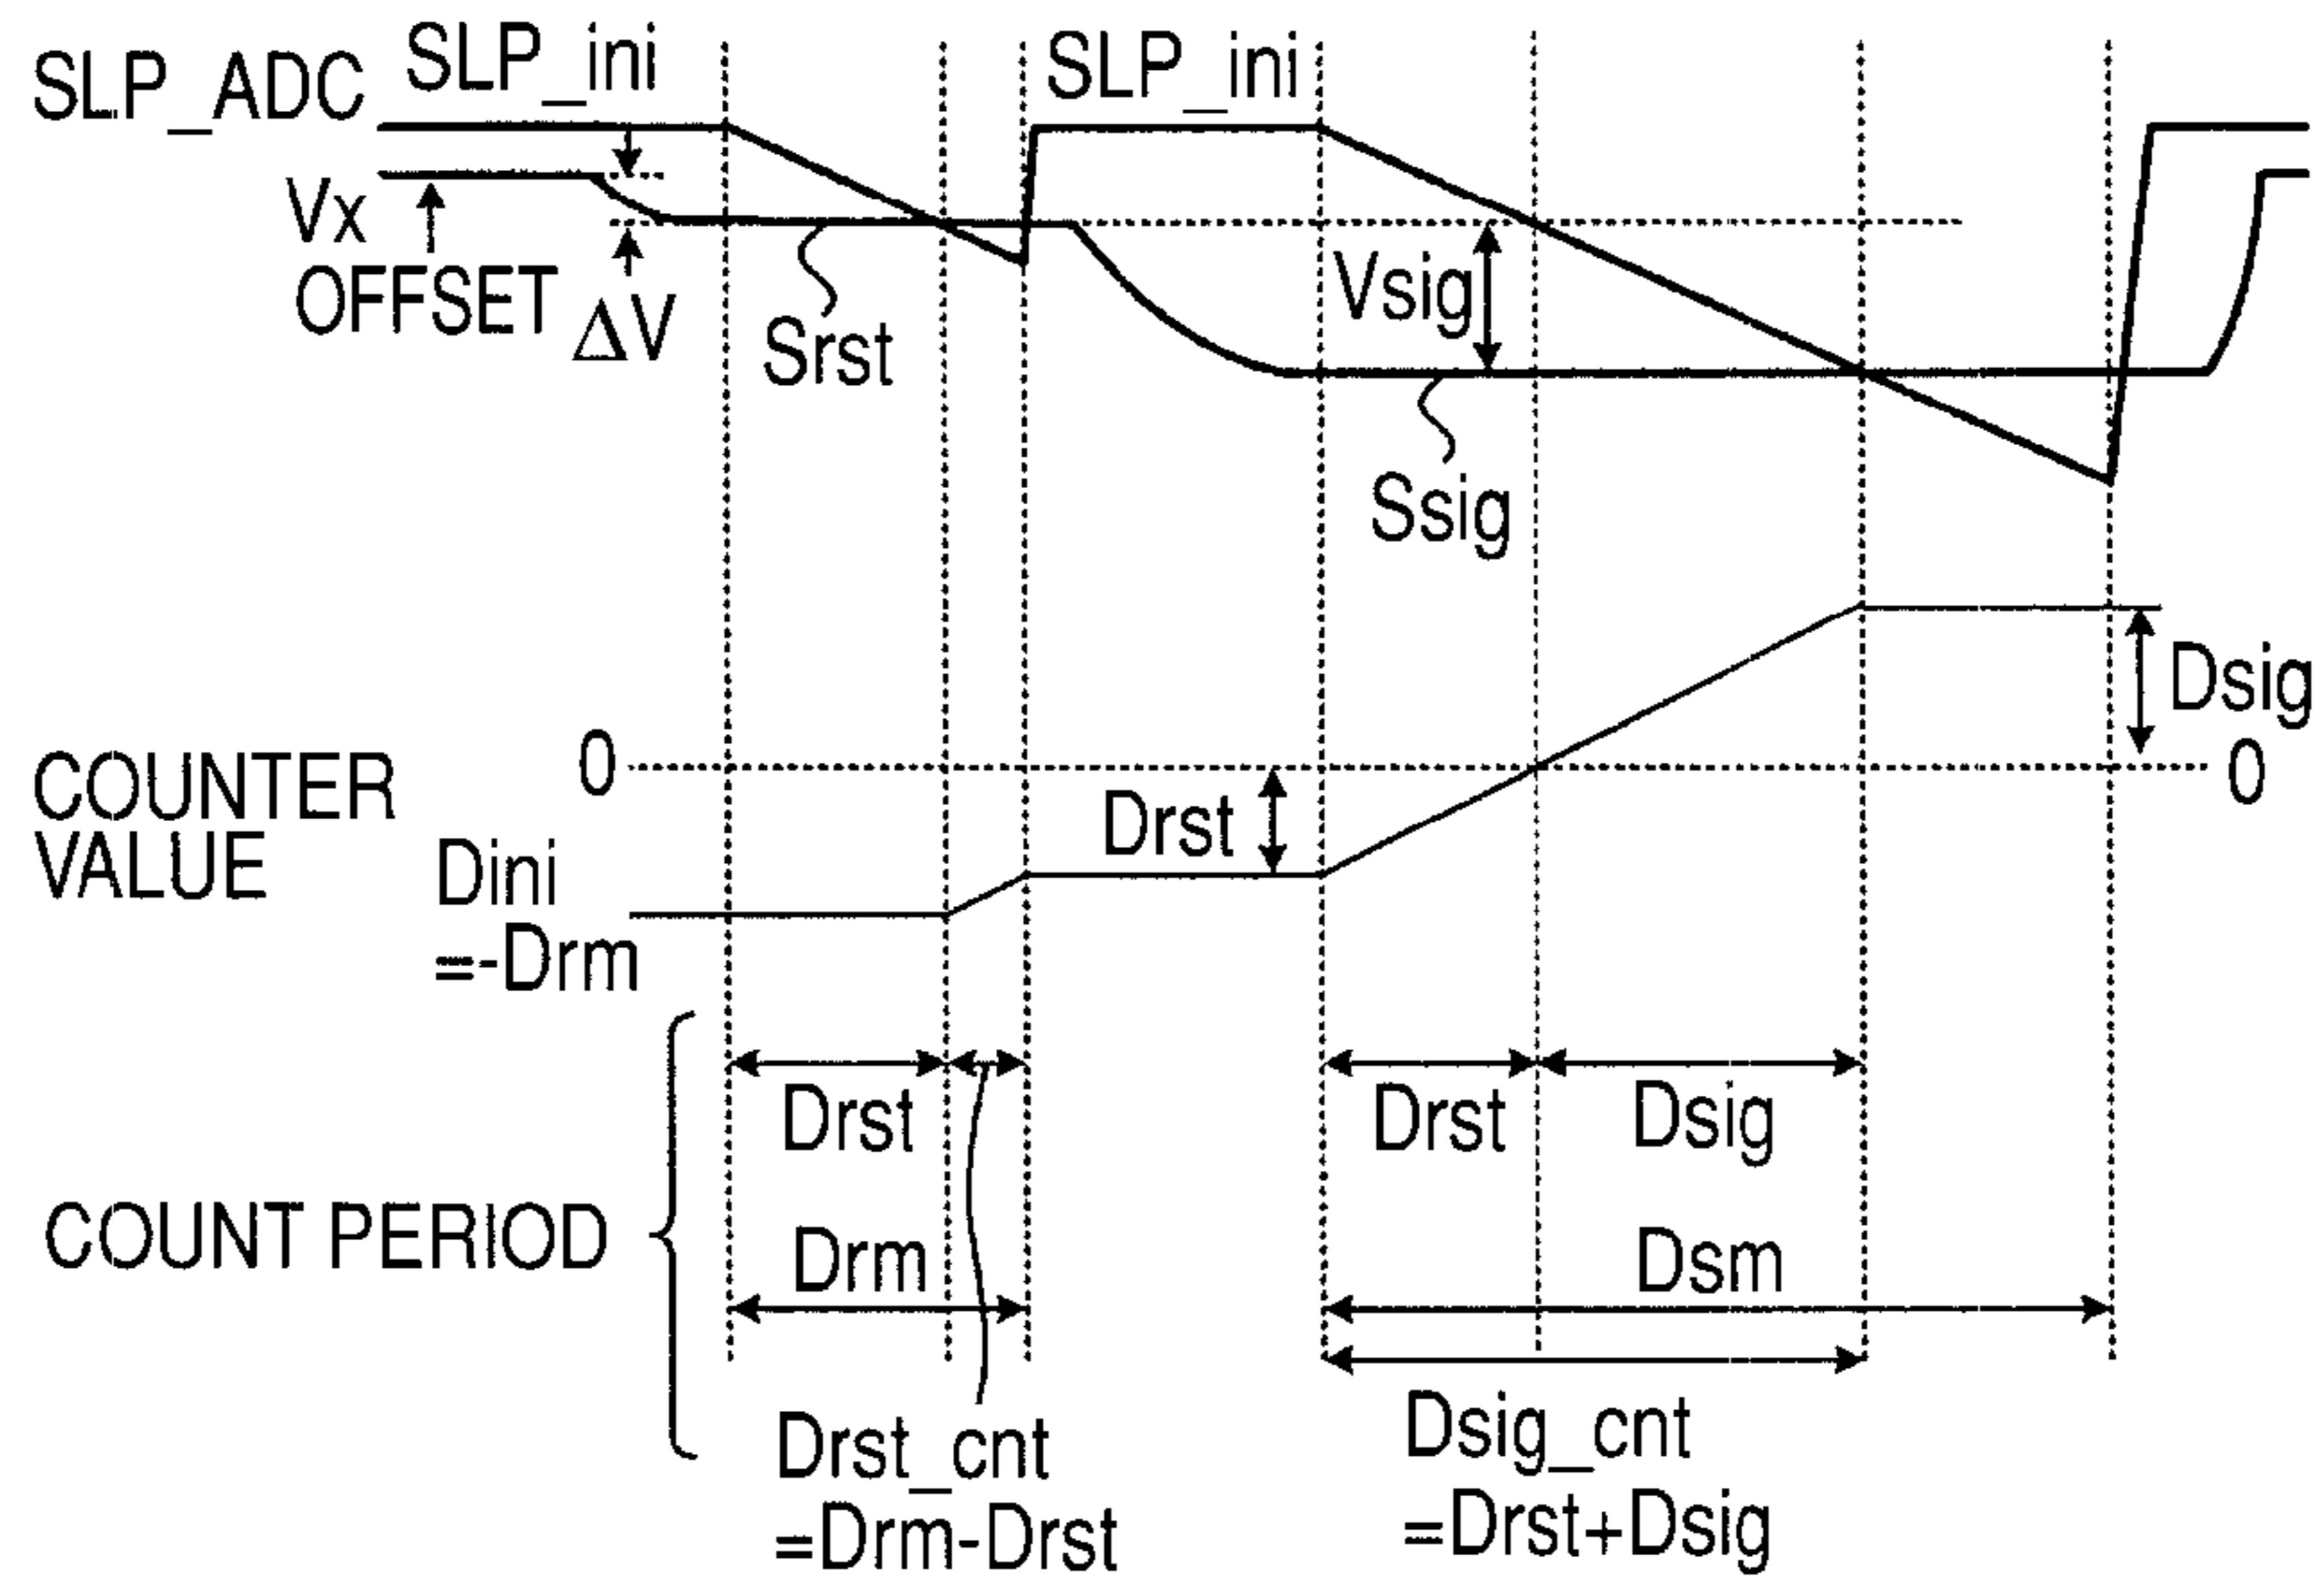 SLP_ADC
SLP_ini
SLP_ini
Vx
OFFSET
ΔV
Srst
Vsig
Ssig
COUNTER
VALUE
0
Dini
=-Drm
Drst
Dsig
0
COUNT PERIOD
Drst
Drst
Dsig
Drm
Dsm
Drst_cnt
=Drm-Drst
Dsig_cnt
=Drst+Dsig